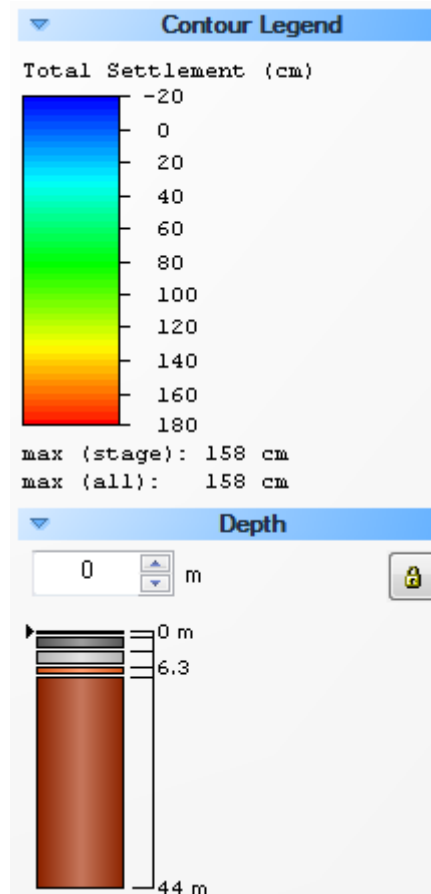 Contour Legend
Total Settlement (cm)
-20
0
20
40
60
80
100
120
140
160
180
max (stage): 158 cm
max (all): 158 cm
Depth
0 m
0 m
6.3
44 m